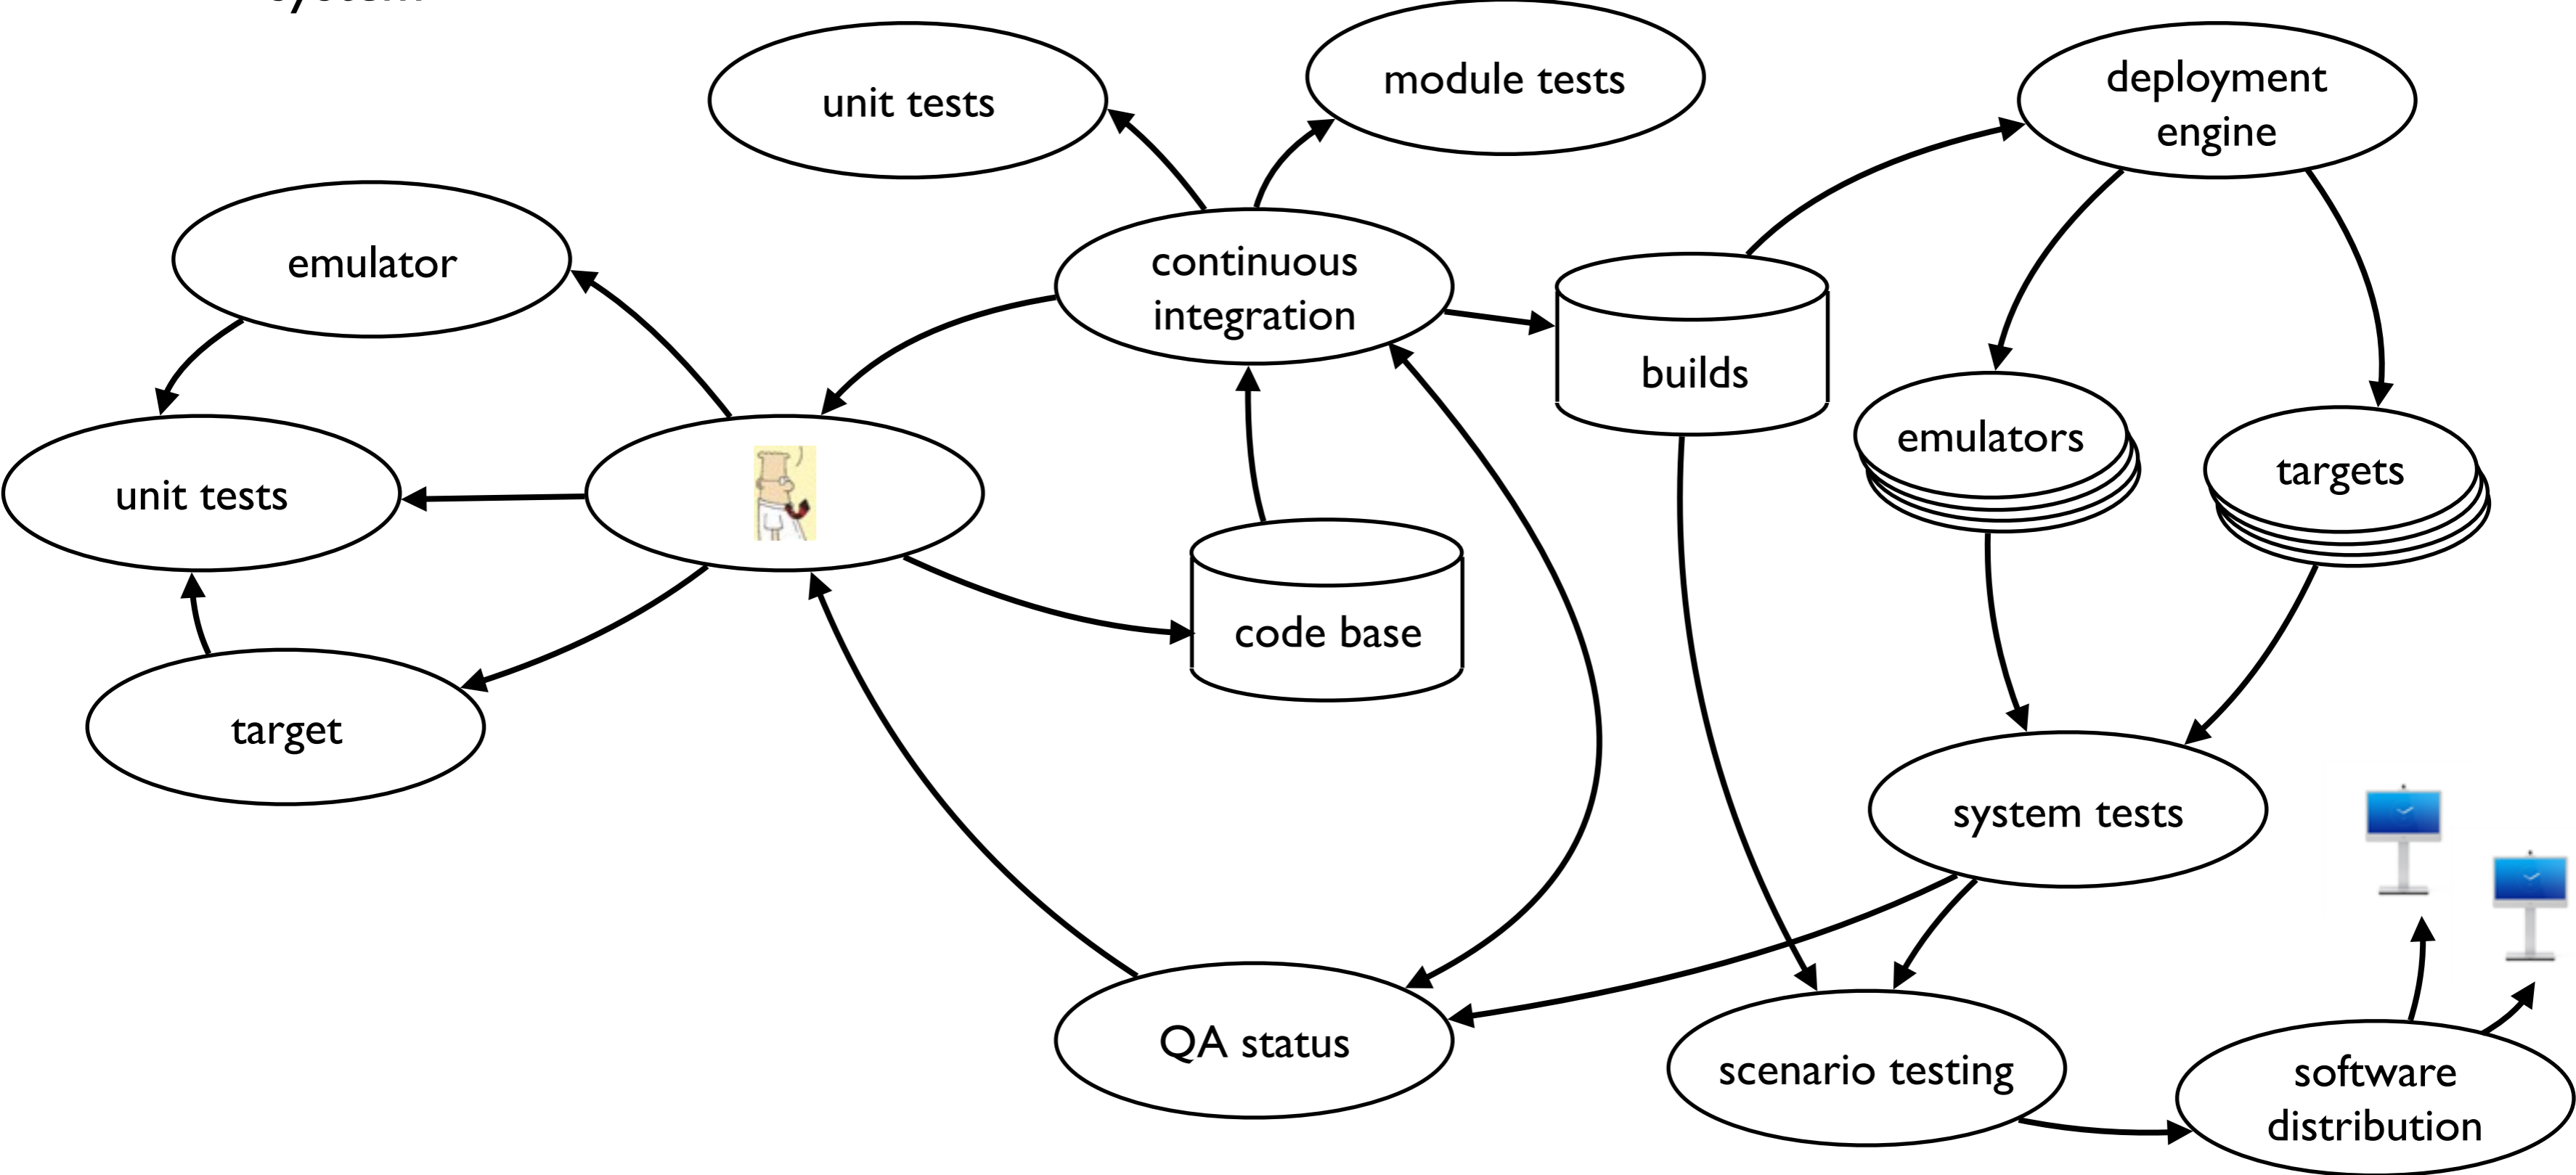 system
unit tests
module tests
deployment
engine
emulator
continuous
integration
builds
emulators
targets
unit tests
code base
target
system tests
QA status
scenario testing
software
distribution